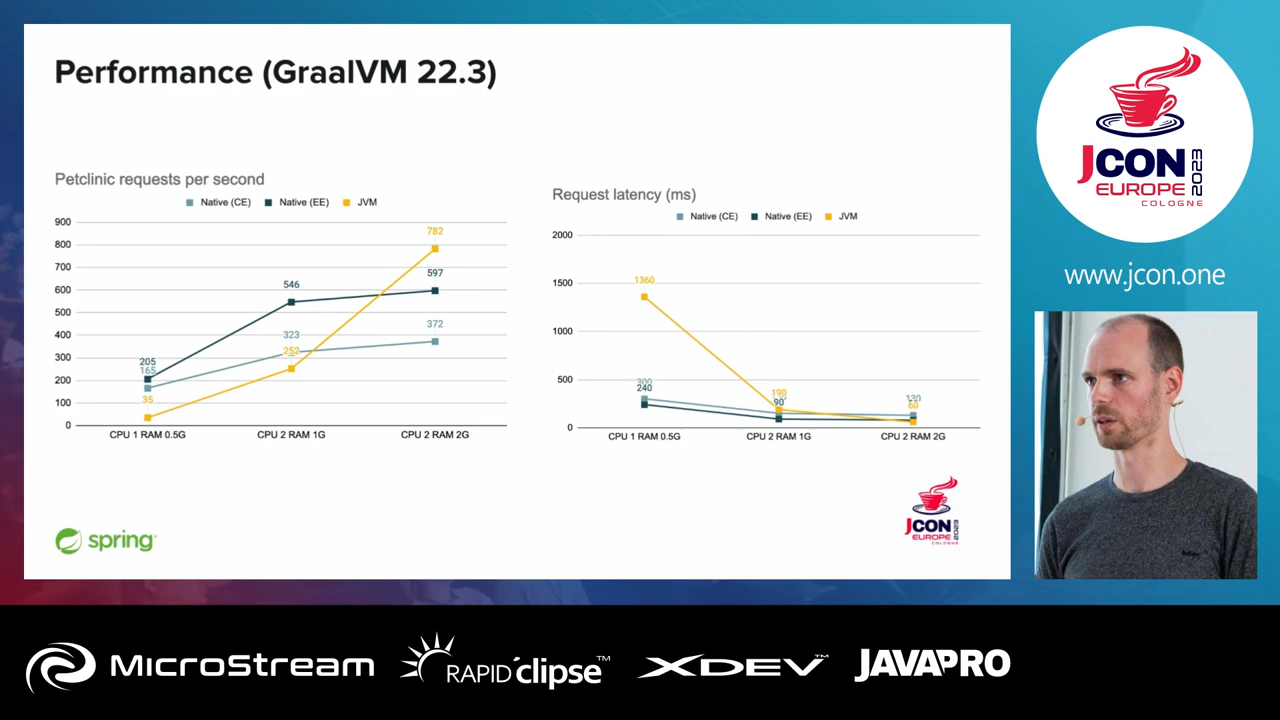 Performance (GraalVM 22.3)
Petclinic requests per second
Native (CE) Native (EE) JVM
900
800
700
600
500
400
300
200
100
0
782
597
546
372
323
252
205
165
35
CPU 1 RAM 0.5G CPU 2 RAM 1G CPU 2 RAM 2G
Request latency (ms)
Native (CE) Native (EE) JVM
2000
1500
1000
500
0
1360
300
240
190
90
130
60
CPU 1 RAM 0.5G CPU 2 RAM 1G CPU 2 RAM 2G
spring
JCON
EUROPE 2023
COLOGNE
JCON
EUROPE 2023
COLOGNE
www.jcon.one
MICROSTREAM
RAPIDclipse™
XDEV™
JAVAPRO